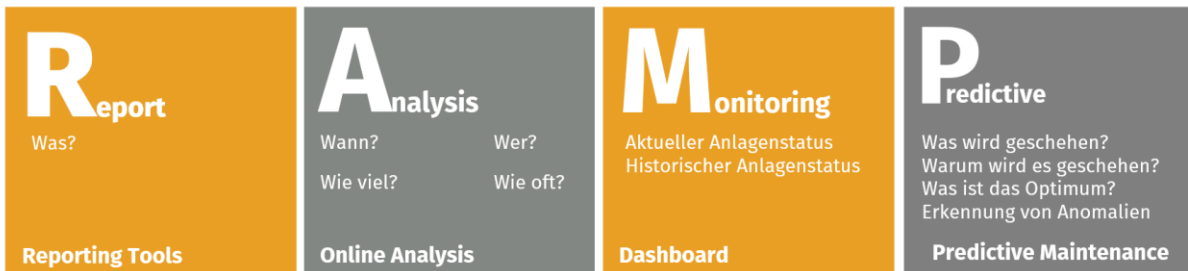 Report
Was?
Reporting Tools
Analysis
Wann? Wer?
Wie viel? Wie oft?
Online Analysis
Monitoring
Aktueller Anlagenstatus
Historischer Anlagenstatus
Dashboard
Predictive
Was wird geschehen?
Warum wird es geschehen?
Was ist das Optimum?
Erkennung von Anomalien
Predictive Maintenance